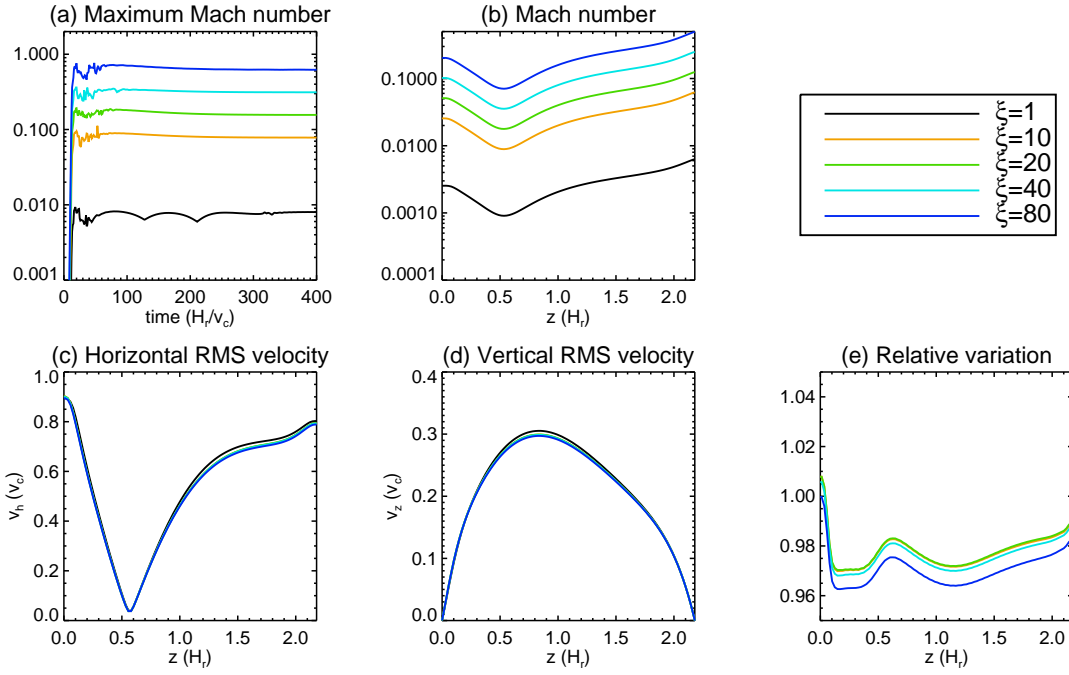 (a) Maximum Mach number
1.000
0.100
0.010
0.001
0 100 200 300 400
time (H_r/v_c)
(b) Mach number
0.1000
0.0100
0.0010
0.0001
0.0 0.5 1.0 1.5 2.0
z (H_r)
ξ=1
ξ=10
ξ=20
ξ=40
ξ=80
(c) Horizontal RMS velocity
v_h (v_c)
1.0
0.8
0.6
0.4
0.2
0.0
0.0 0.5 1.0 1.5 2.0
z (H_r)
(d) Vertical RMS velocity
v_z (v_c)
0.4
0.3
0.2
0.1
0.0
0.0 0.5 1.0 1.5 2.0
z (H_r)
(e) Relative variation
1.04
1.02
1.00
0.98
0.96
0.0 0.5 1.0 1.5 2.0
z (H_r)